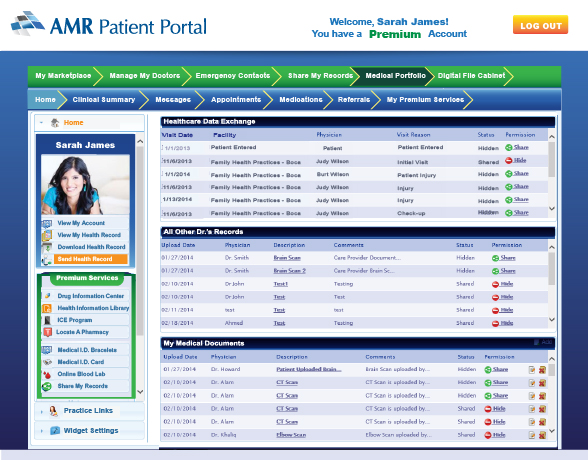 AMR Patient Portal
Welcome, Sarah James!
You have a Premium Account
LOG OUT
My Marketplace Manage My Doctors Emergency Contacts Share My Records Medical Portfolio Digital File Cabinet
Home Clinical Summary Messages Appointments Medications Referrals My Premium Services
Home
Sarah James
View My Account
View My Health Record
Download Health Record
Send Health Record
Premium Services
Drug Information Center
Health Information Library
ICE Program
Locate A Pharmacy
Medical I.D. Bracelets
Medical I.D. Card
Online Blood Lab
Share My Records
Practice Links
Widget Settings
Healthcare Data Exchange
Visit Date Facility Physician Visit Reason Status Permission
1/1/2013 Patient Entered Patient Patient Entered Hidden Share
11/6/2013 Family Health Practices - Boca Judy Wilson Initial Visit Shared Hide
1/1/2014 Family Health Practices - Boca Burt Wilson Patient Injury Hidden Share
11/6/2013 Family Health Practices - Boca Judy Wilson Injury Hidden Share
1/13/2014 Family Health Practices - Boca Judy Wilson Injury Hidden Share
11/6/2013 Family Health Practices - Boca Judy Wilson Check-up Hidden Share
All Other Dr.'s Records
Upload Date Physician Description Comments Status Permission
01/27/2014 Dr. Smith Brain Scan Care Provider Document... Hidden Share
01/27/2014 Dr. Smith Brain Scan 2 Care Provider Brain Sc... Hidden Share
02/10/2014 Dr John Test1 Testing Shared Hide
02/10/2014 Dr John Test Testing Shared Hide
02/11/2014 test test test Shared Hide
02/18/2014 Ahmed Test Testing Shared Hide
My Medical Documents
Upload Date Physician Description Comments Status Permission
01/27/2014 Dr. Howard Patient Uploaded Brain... Brain Scan uploaded by... Hidden Share
02/10/2014 Dr. Alam CT Scan CT Scan is uploaded by... Hidden Share
02/10/2014 Dr. Alam CT Scan CT Scan is uploaded by... Hidden Share
02/10/2014 Dr. Alam CT Scan CT Scan is uploaded by... Shared Hide
02/10/2014 Dr. Alam CT Scan CT Scan is uploaded by... Shared Hide
02/10/2014 Dr. Khafiq Elbow Scan Elbow Scan uploaded by... Shared Hide